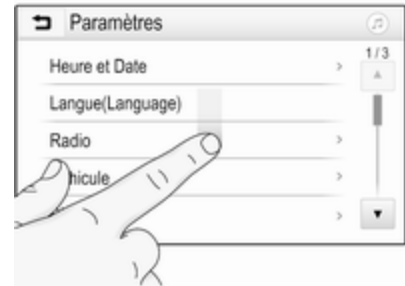 Paramètres
1/3
Heure et Date
Langue(Language)
Radio
hicule